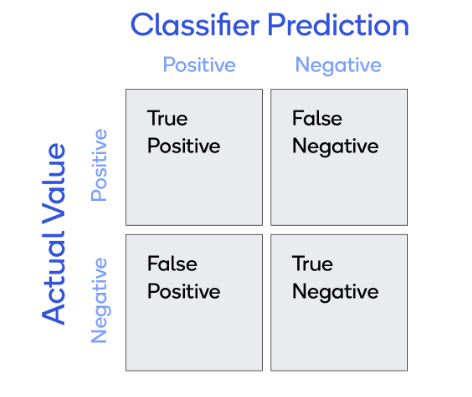 Classifier Prediction
Positive
Negative
Actual Value
Positive
True
Positive
False
Negative
Negative
False
Positive
True
Negative